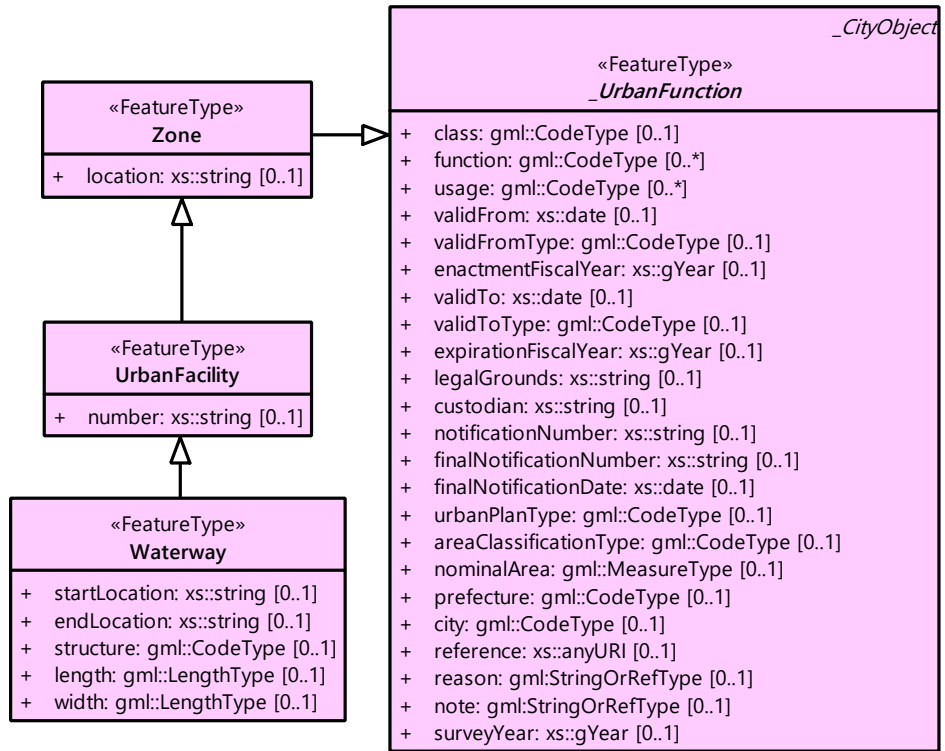 «FeatureType»
Zone
+ location: xs::string [0..1]
«FeatureType»
UrbanFacility
+ number: xs::string [0..1]
«FeatureType»
Waterway
+ startLocation: xs::string [0..1]
+ endLocation: xs::string [0..1]
+ structure: gml::CodeType [0..1]
+ length: gml::LengthType [0..1]
+ width: gml::LengthType [0..1]
_CityObject
«FeatureType»
_UrbanFunction
+ class: gml::CodeType [0..1]
+ function: gml::CodeType [0..*]
+ usage: gml::CodeType [0..*]
+ validFrom: xs::date [0..1]
+ validFromType: gml::CodeType [0..1]
+ enactmentFiscalYear: xs::gYear [0..1]
+ validTo: xs::date [0..1]
+ validToType: gml::CodeType [0..1]
+ expirationFiscalYear: xs::gYear [0..1]
+ legalGrounds: xs::string [0..1]
+ custodian: xs::string [0..1]
+ notificationNumber: xs::string [0..1]
+ finalNotificationNumber: xs::string [0..1]
+ finalNotificationDate: xs::date [0..1]
+ urbanPlanType: gml::CodeType [0..1]
+ areaClassificationType: gml::CodeType [0..1]
+ nominalArea: gml::MeasureType [0..1]
+ prefecture: gml::CodeType [0..1]
+ city: gml::CodeType [0..1]
+ reference: xs::anyURI [0..1]
+ reason: gml:StringOrRefType [0..1]
+ note: gml:StringOrRefType [0..1]
+ surveyYear: xs::gYear [0..1]